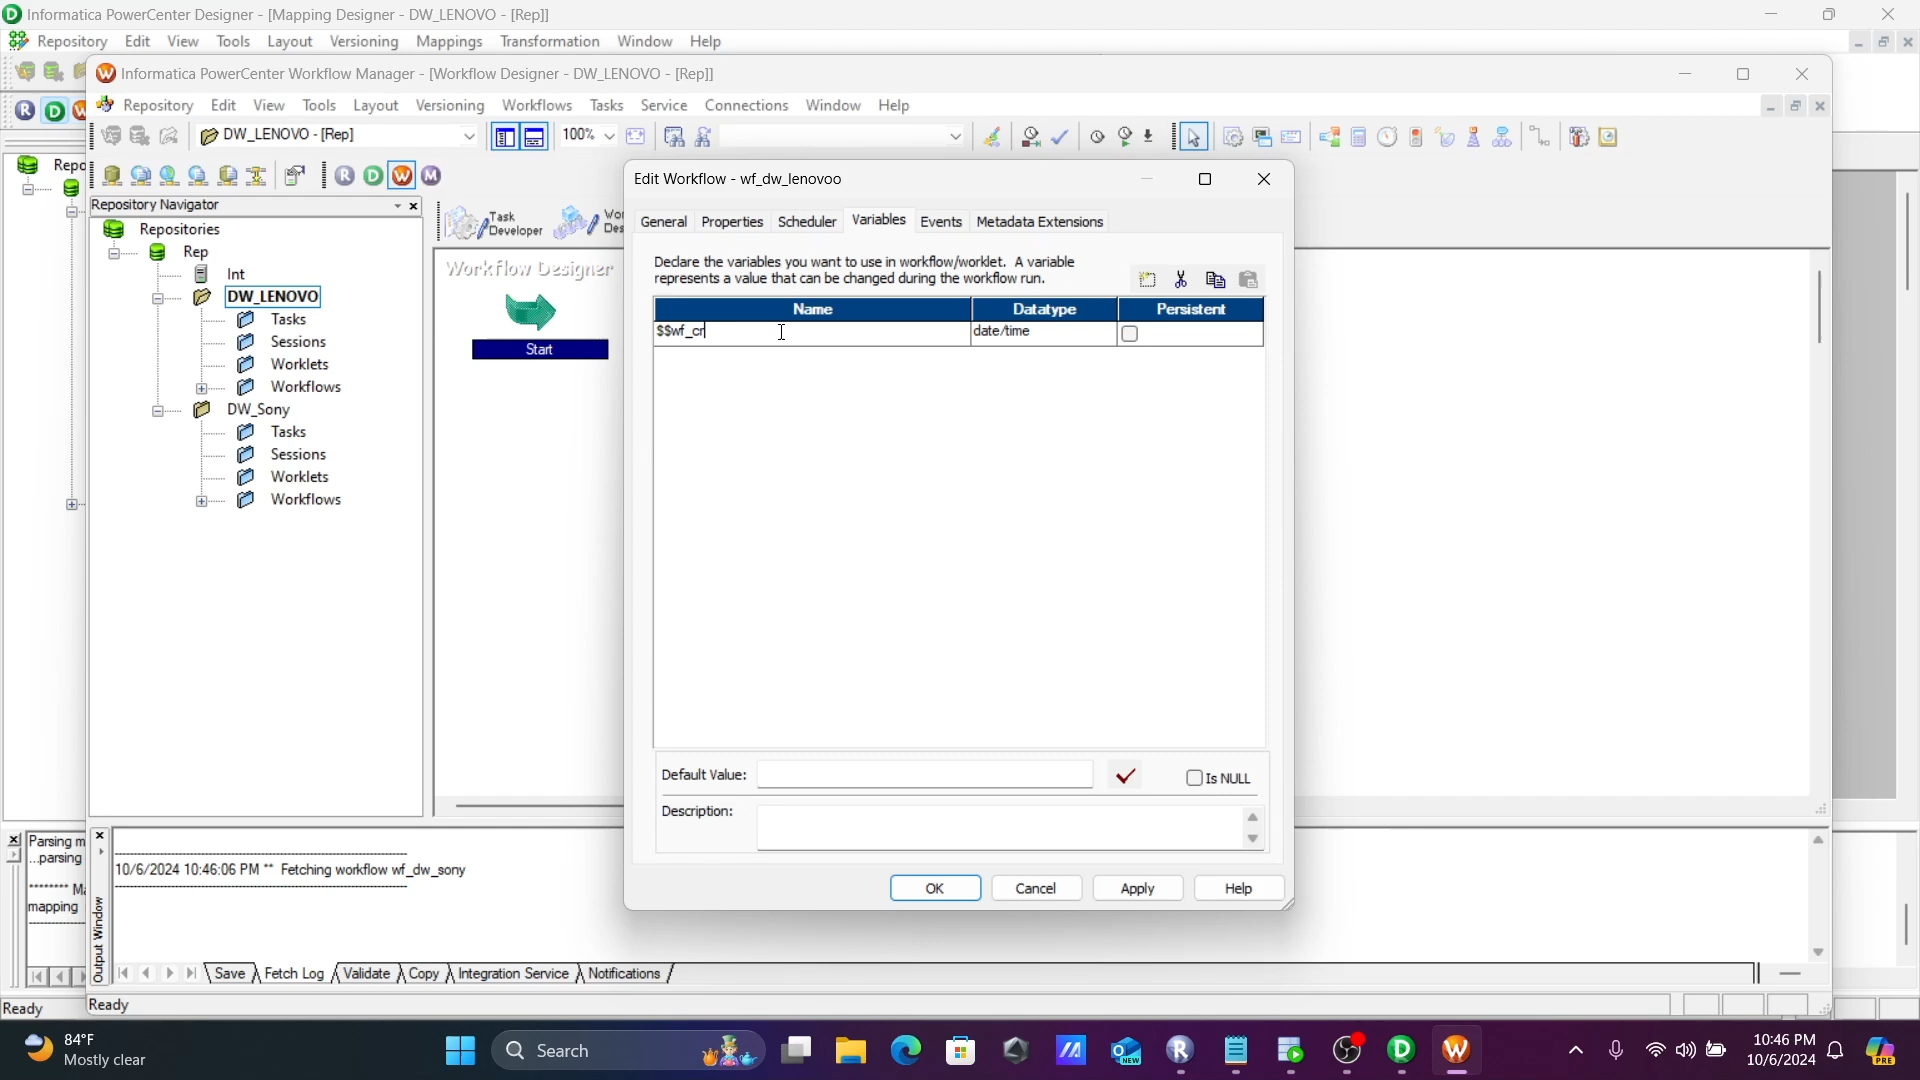 Informatica PowerCenter Designer - [Mapping Designer - DW_LENOVO - [Rep]]
Repository Edit View Tools Layout Versioning Mappings Transformation Window Help
Informatica PowerCenter Workflow Manager - [Workflow Designer - DW_LENOVO - [Rep]]
Repository Edit View Tools Layout Versioning Workflows Tasks Service Connections Window Help
DW_LENOVO - [Rep]
100%
R D W M
Repository Navigator
Repositories
Rep
Int
DW_LENOVO
Tasks
Sessions
Worklets
Workflows
DW_Sony
Tasks
Sessions
Worklets
Workflows
Task
Developer
Workflow Designer
Start
Edit Workflow - wf_dw_lenovoo
General Properties Scheduler Variables Events Metadata Extensions
Declare the variables you want to use in workflow/worklet. A variable
represents a value that can be changed during the workflow run.
Name Datatype Persistent
$$wf_cr date/time
Default Value: Is NULL
Description:
OK Cancel Apply Help
Parsing m
...parsing
******** Ma
mapping
Output Window
10/6/2024 10:46:06 PM ** Fetching workflow wf_dw_sony
Save Fetch Log Validate Copy Integration Service Notifications
Ready
Ready
84°F
Mostly clear
Search
10:46 PM
10/6/2024